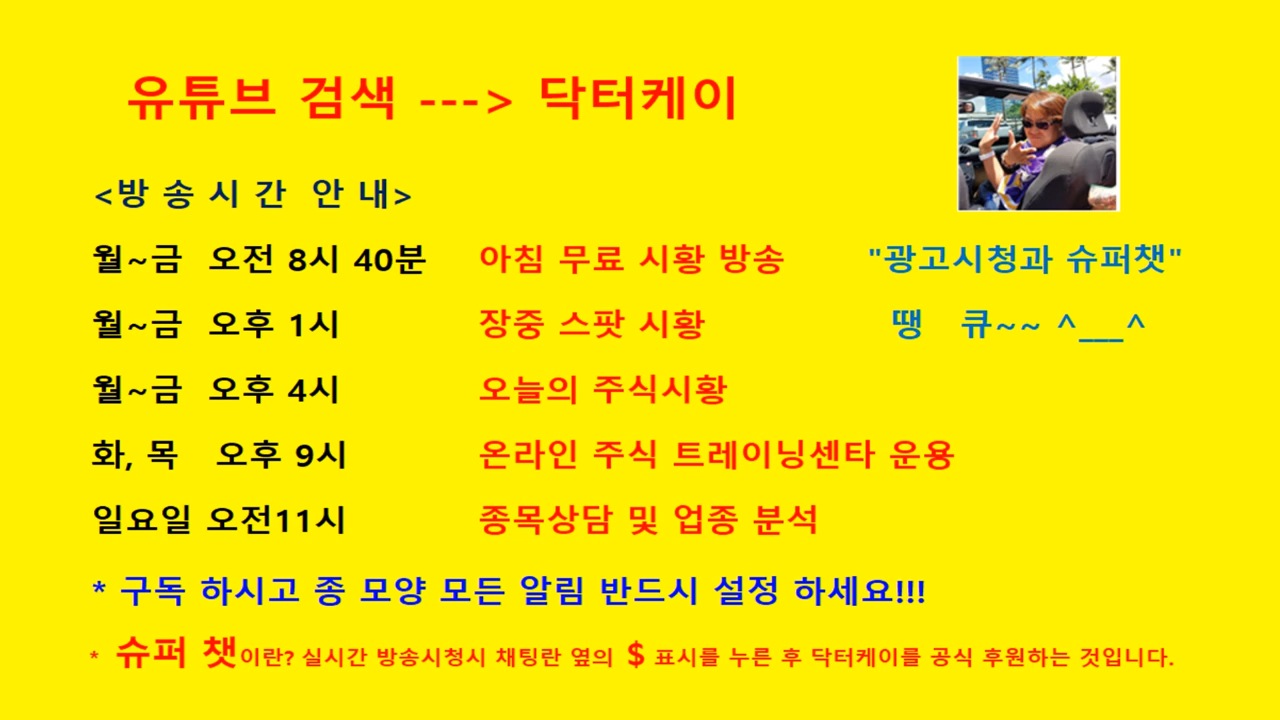 유튜브 검색 ---> 닥터케이
<방 송 시 간 안 내>
월~금 오전 8시 40분 아침 무료 시황 방송 "광고시청과 슈퍼챗"
월~금 오후 1시 장중 스팟 시황 땡 큐~~ ^___^
월~금 오후 4시 오늘의 주식시황
화, 목 오후 9시 온라인 주식 트레이닝센타 운용
일요일 오전11시 종목상담 및 업종 분석
* 구독 하시고 종 모양 모든 알림 반드시 설정 하세요!!!
* 슈퍼 챗이란? 실시간 방송시청시 채팅란 옆의 $ 표시를 누른 후 닥터케이를 공식 후원하는 것입니다.